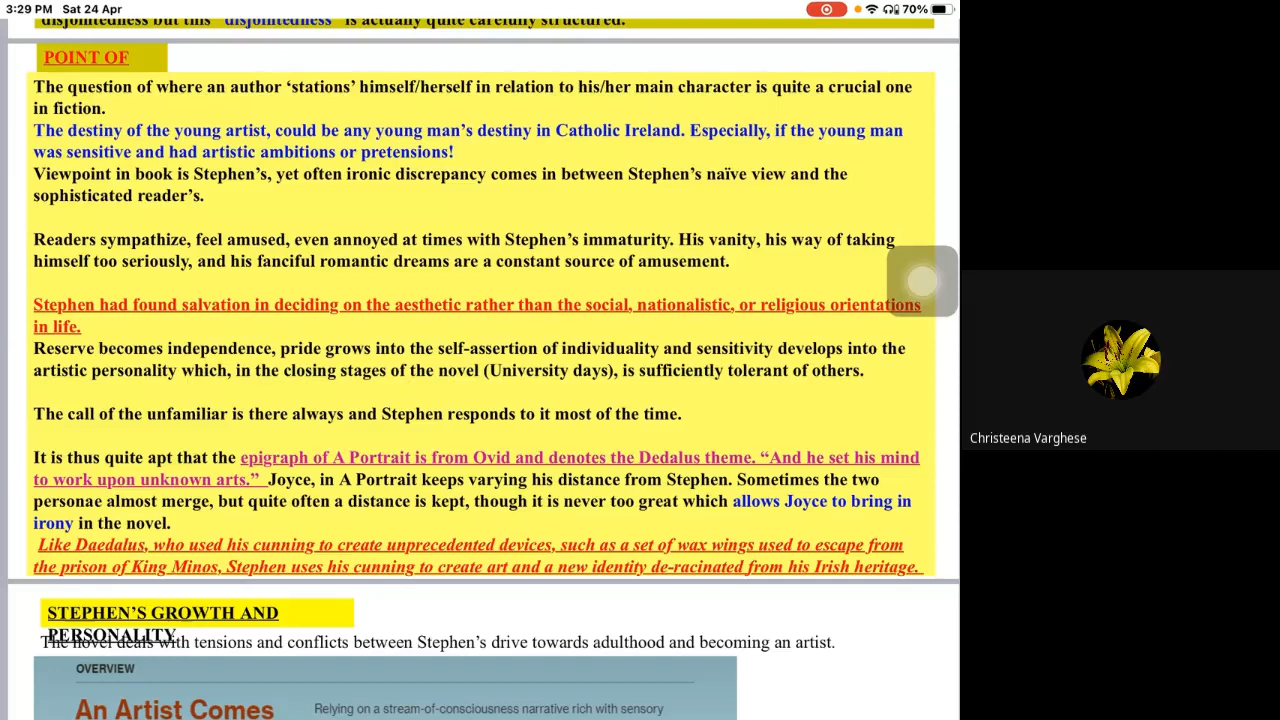 3:29 PM Sat 24 Apr
70%
disjointedness but this "disjointedness" is actually quite carefully structured.
POINT OF
The question of where an author ‘stations’ himself/herself in relation to his/her main character is quite a crucial one
in fiction.
The destiny of the young artist, could be any young man’s destiny in Catholic Ireland. Especially, if the young man
was sensitive and had artistic ambitions or pretensions!
Viewpoint in book is Stephen’s, yet often ironic discrepancy comes in between Stephen’s naïve view and the
sophisticated reader’s.
Readers sympathize, feel amused, even annoyed at times with Stephen’s immaturity. His vanity, his way of taking
himself too seriously, and his fanciful romantic dreams are a constant source of amusement.
Stephen had found salvation in deciding on the aesthetic rather than the social, nationalistic, or religious orientations
in life.
Reserve becomes independence, pride grows into the self-assertion of individuality and sensitivity develops into the
artistic personality which, in the closing stages of the novel (University days), is sufficiently tolerant of others.
The call of the unfamiliar is there always and Stephen responds to it most of the time.
It is thus quite apt that the epigraph of A Portrait is from Ovid and denotes the Dedalus theme. “And he set his mind
to work upon unknown arts.” Joyce, in A Portrait keeps varying his distance from Stephen. Sometimes the two
personae almost merge, but quite often a distance is kept, though it is never too great which allows Joyce to bring in
irony in the novel.
Like Daedalus, who used his cunning to create unprecedented devices, such as a set of wax wings used to escape from
the prison of King Minos, Stephen uses his cunning to create art and a new identity de-racinated from his Irish heritage.
STEPHEN’S GROWTH AND
PERSONALITY
The novel deals with tensions and conflicts between Stephen’s drive towards adulthood and becoming an artist.
OVERVIEW
An Artist Comes
Relying on a stream-of-consciousness narrative rich with sensory
Christeena Varghese